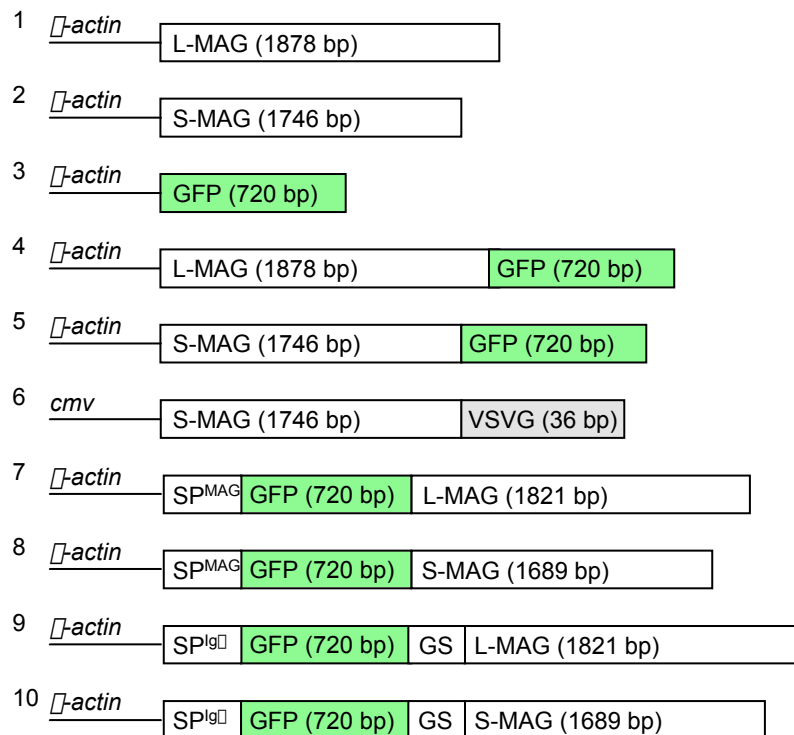 1 ▯-actin
L-MAG (1878 bp)
2 ▯-actin
S-MAG (1746 bp)
3 ▯-actin
GFP (720 bp)
4 ▯-actin
L-MAG (1878 bp) GFP (720 bp)
5 ▯-actin
S-MAG (1746 bp) GFP (720 bp)
6 cmv
S-MAG (1746 bp) VSVG (36 bp)
7 ▯-actin
SPMAG GFP (720 bp) L-MAG (1821 bp)
8 ▯-actin
SPMAG GFP (720 bp) S-MAG (1689 bp)
9 ▯-actin
SPIg▯ GFP (720 bp) GS L-MAG (1821 bp)
10 ▯-actin
SPIg▯ GFP (720 bp) GS S-MAG (1689 bp)